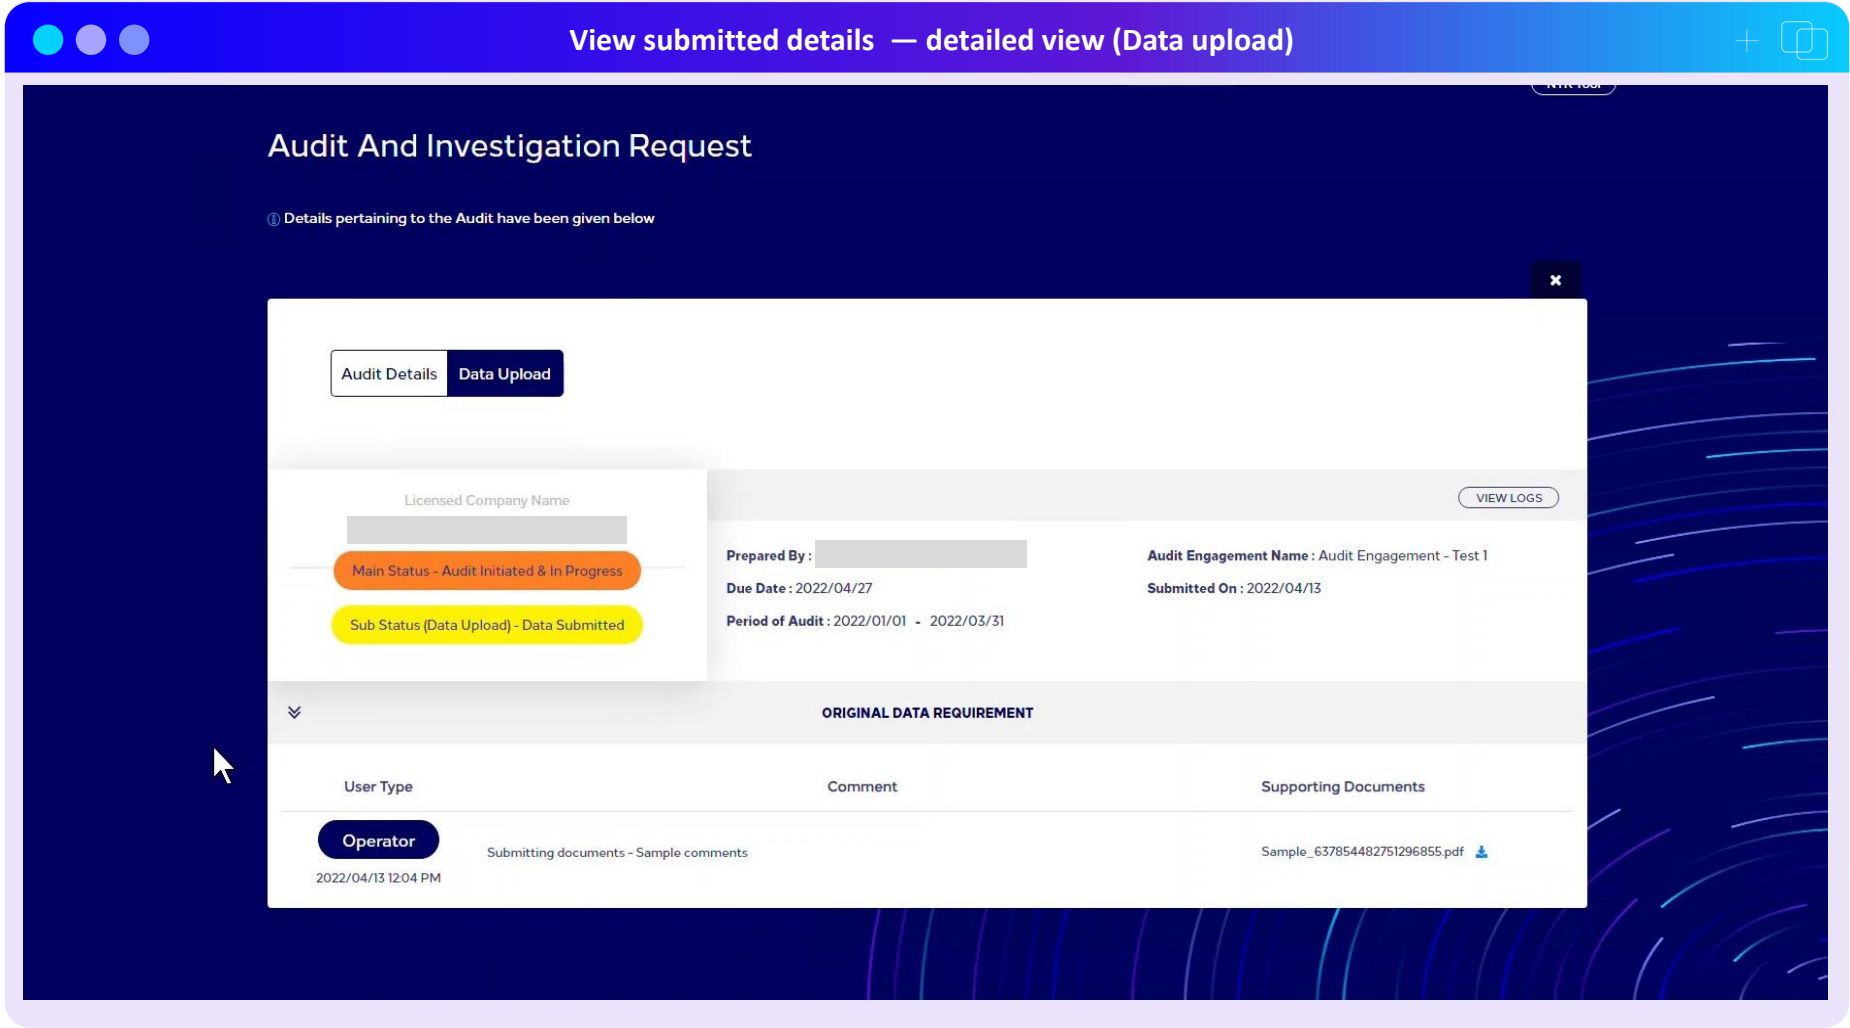 View submitted details — detailed view (Data upload)
Audit And Investigation Request
Details pertaining to the Audit have been given below
Audit Details
Data Upload
Licensed Company Name
VIEW LOGS
Main Status - Audit Initiated & In Progress
Sub Status (Data Upload) - Data Submitted
Prepared By :
Audit Engagement Name : Audit Engagement - Test 1
Due Date : 2022/04/27
Submitted On : 2022/04/13
Period of Audit : 2022/01/01 - 2022/03/31
ORIGINAL DATA REQUIREMENT
User Type
Comment
Supporting Documents
Operator
2022/04/13 12:04 PM
Submitting documents - Sample comments
Sample_637854482751296855.pdf